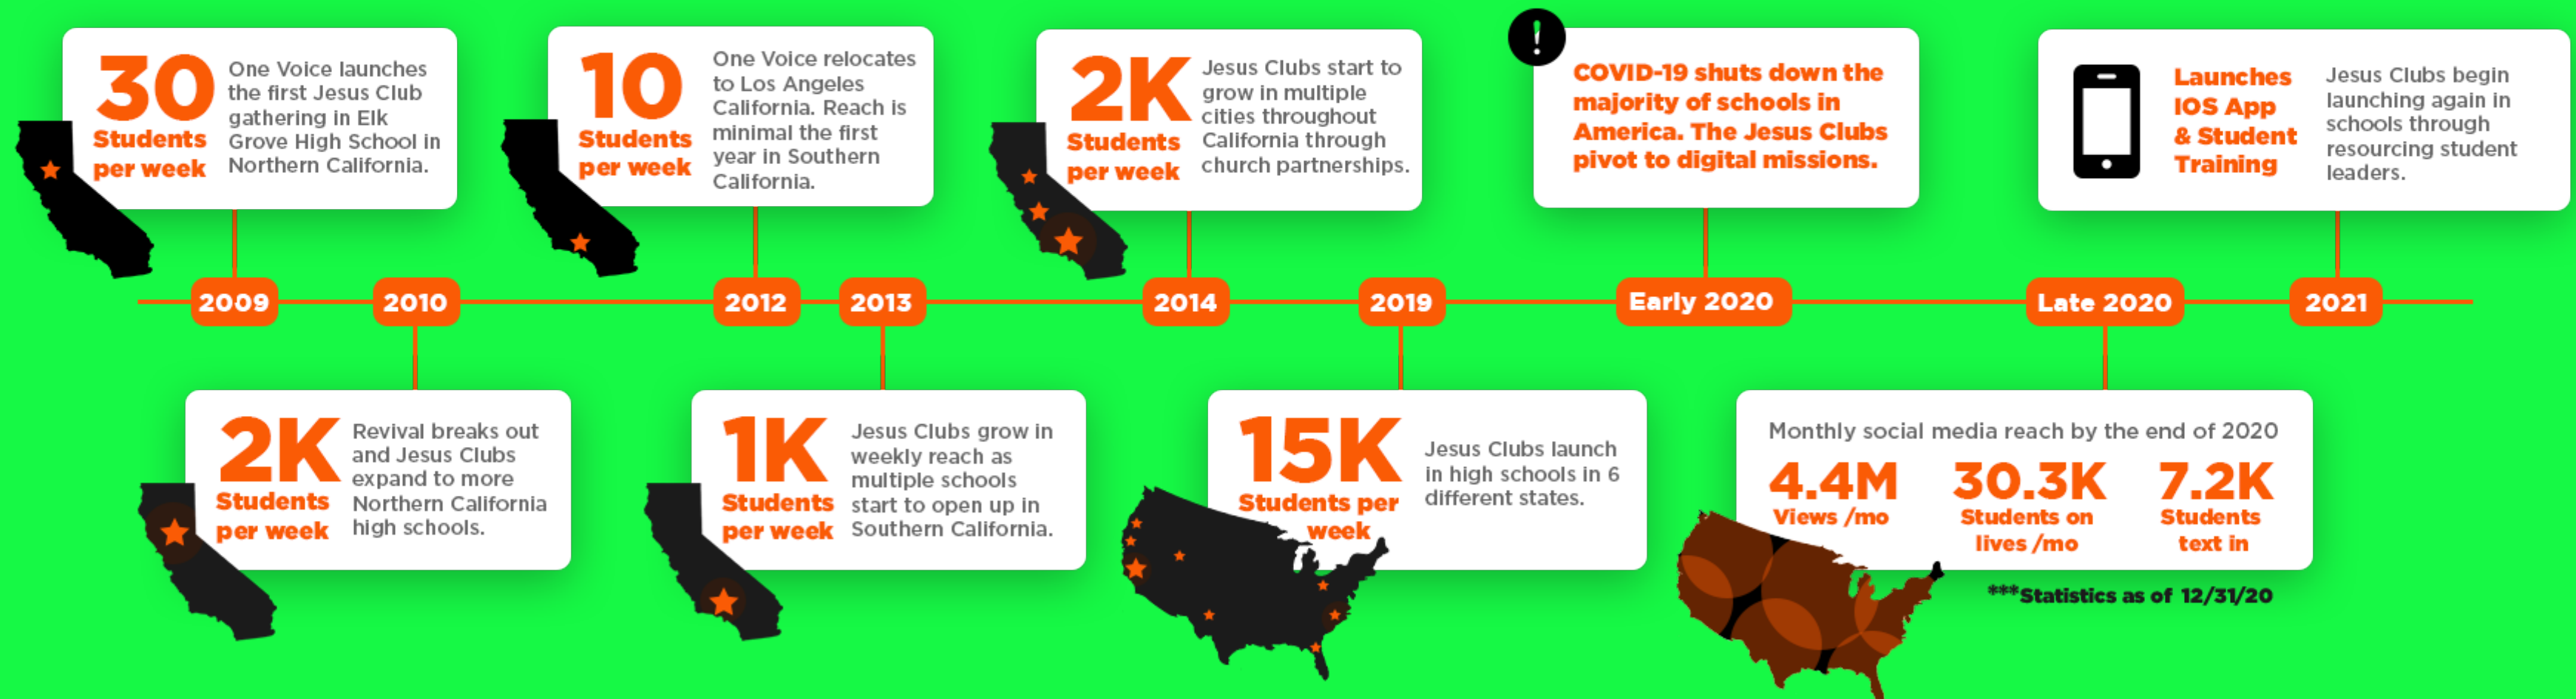 30
Students
per week
One Voice launches
the first Jesus Club
gathering in Elk
Grove High School in
Northern California.
10
Students
per week
One Voice relocates
to Los Angeles
California. Reach is
minimal the first
year in Southern
California.
2K
Students
per week
Jesus Clubs start to
grow in multiple
cities throughout
California through
church partnerships.
!
COVID-19 shuts down the
majority of schools in
America. The Jesus Clubs
pivot to digital missions.
Launches
IOS App
& Student
Training
Jesus Clubs begin
launching again in
schools through
resourcing student
leaders.
2009
2010
2012
2013
2014
2019
Early 2020
Late 2020
2021
2K
Students
per week
Revival breaks out
and Jesus Clubs
expand to more
Northern California
high schools.
1K
Students
per week
Jesus Clubs grow in
weekly reach as
multiple schools
start to open up in
Southern California.
15K
Students per
week
Jesus Clubs launch
in high schools in 6
different states.
Monthly social media reach by the end of 2020
4.4M
Views /mo
30.3K
Students on
lives /mo
7.2K
Students
text in
***Statistics as of 12/31/20